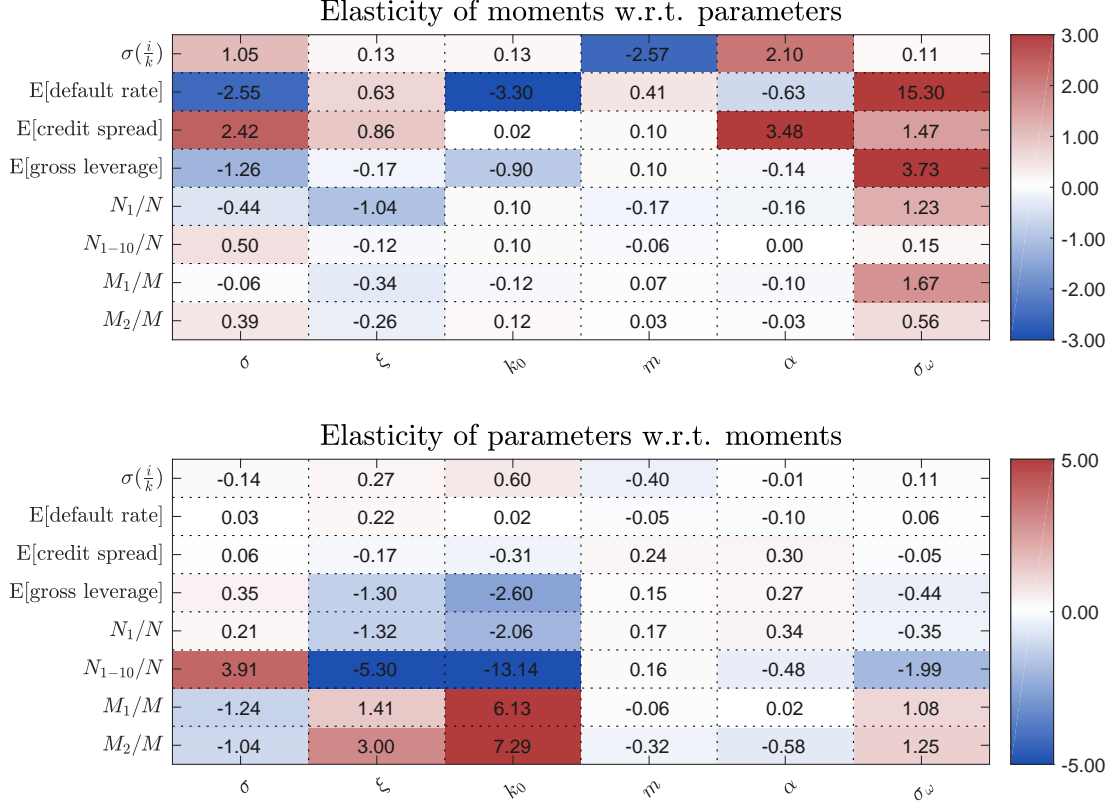 Elasticity of moments w.r.t. parameters
σ(i/k) 1.05 0.13 0.13 -2.57 2.10 0.11
E[default rate] -2.55 0.63 -3.30 0.41 -0.63 15.30
E[credit spread] 2.42 0.86 0.02 0.10 3.48 1.47
E[gross leverage] -1.26 -0.17 -0.90 0.10 -0.14 3.73
N₁/N -0.44 -1.04 0.10 -0.17 -0.16 1.23
N₁₋₁₀/N 0.50 -0.12 0.10 -0.06 0.00 0.15
M₁/M -0.06 -0.34 -0.12 0.07 -0.10 1.67
M₂/M 0.39 -0.26 0.12 0.03 -0.03 0.56
σ ξ k₀ m α σ_ω
3.00
2.00
1.00
0.00
-1.00
-2.00
-3.00
Elasticity of parameters w.r.t. moments
σ(i/k) -0.14 0.27 0.60 -0.40 -0.01 0.11
E[default rate] 0.03 0.22 0.02 -0.05 -0.10 0.06
E[credit spread] 0.06 -0.17 -0.31 0.24 0.30 -0.05
E[gross leverage] 0.35 -1.30 -2.60 0.15 0.27 -0.44
N₁/N 0.21 -1.32 -2.06 0.17 0.34 -0.35
N₁₋₁₀/N 3.91 -5.30 -13.14 0.16 -0.48 -1.99
M₁/M -1.24 1.41 6.13 -0.06 0.02 1.08
M₂/M -1.04 3.00 7.29 -0.32 -0.58 1.25
σ ξ k₀ m α σ_ω
5.00
0.00
-5.00